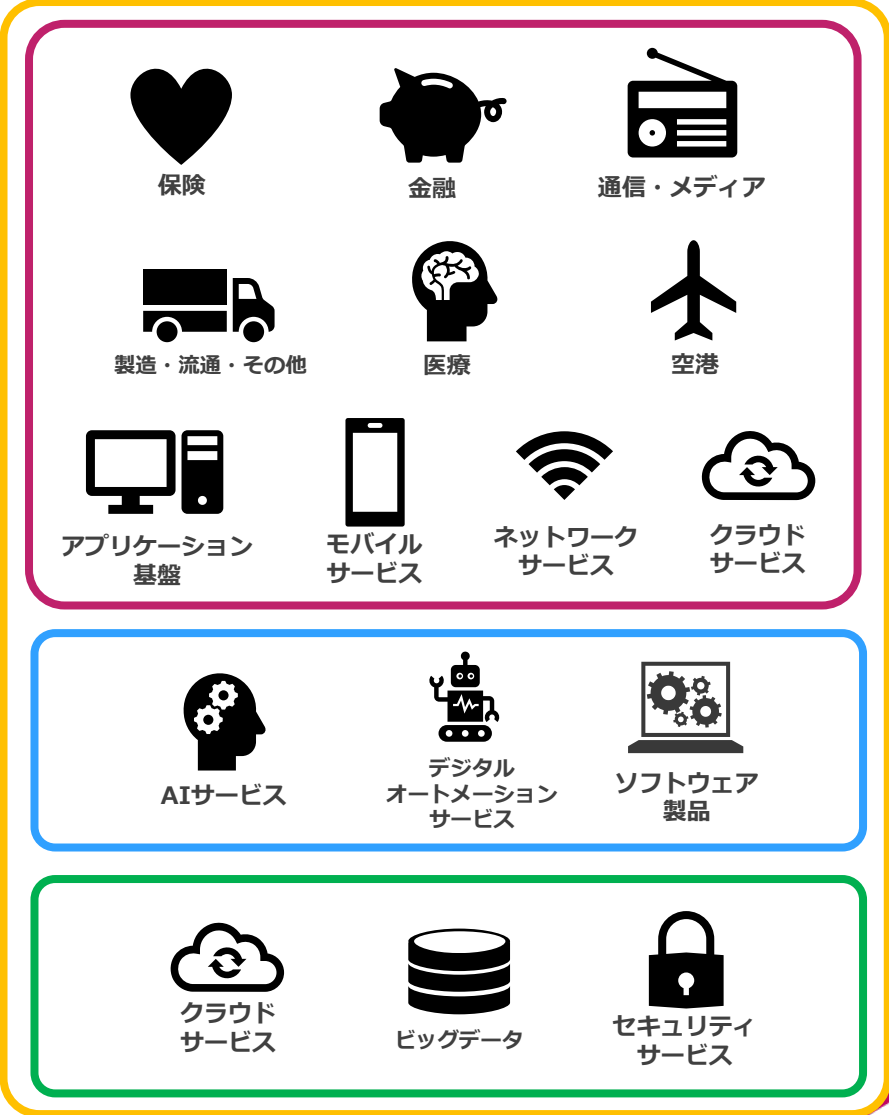 保険
金融
通信・メディア
製造・流通・その他
医療
空港
アプリケーション
基盤
モバイル
サービス
ネットワーク
サービス
クラウド
サービス
AIサービス
デジタル
オートメーション
サービス
ソフトウェア
製品
クラウド
サービス
ビッグデータ
セキュリティ
サービス